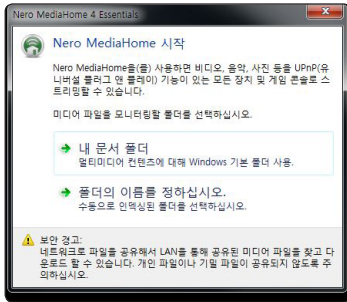 Nero MediaHome 4 Essentials
Nero MediaHome 시작
Nero MediaHome을(를) 사용하면 비디오, 음악, 사진 등을 UPnP(유
니버설 플러그 앤 플레이) 기능이 있는 모든 장치 및 게임 콘솔로 스
트리밍할 수 있습니다.
미디어 파일을 모니터링할 폴더를 선택하십시오.
내 문서 폴더
멀티미디어 컨텐츠에 대해 Windows 기본 폴더 사용.
폴더의 이름를 정하십시오.
수동으로 인덱싱된 폴더를 선택하십시오.
보안 경고:
네트워크로 파일을 공유해서 LAN을 통해 공유된 미디어 파일을 찾고 다
운로드 할 수 있습니다. 개인 파일이나 기밀 파일이 공유되지 않도록 주
의하십시오.